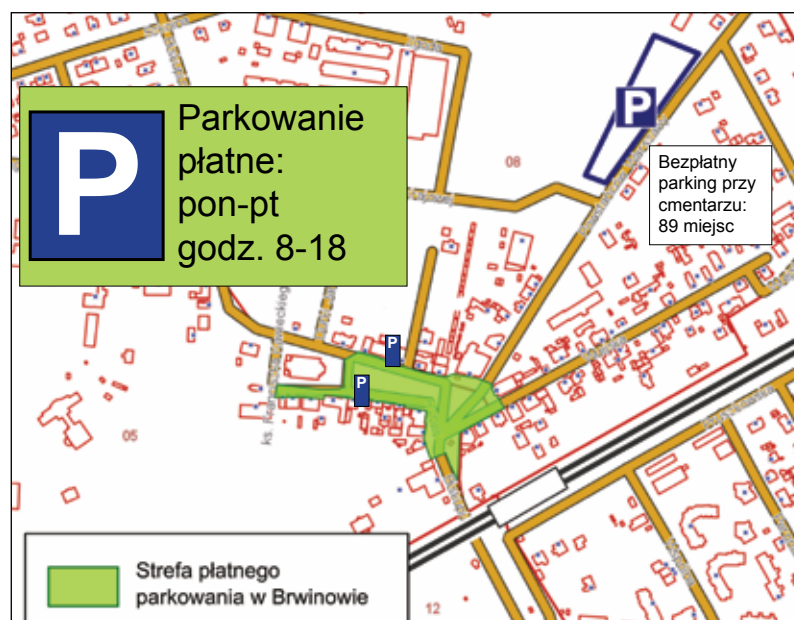 P
Parkowanie
płatne:
pon-pt
godz. 8-18
P
08
Bezpłatny
parking przy
cmentarzu:
89 miejsc
P
P
05
Strefa płatnego
parkowania w Brwinowie
12